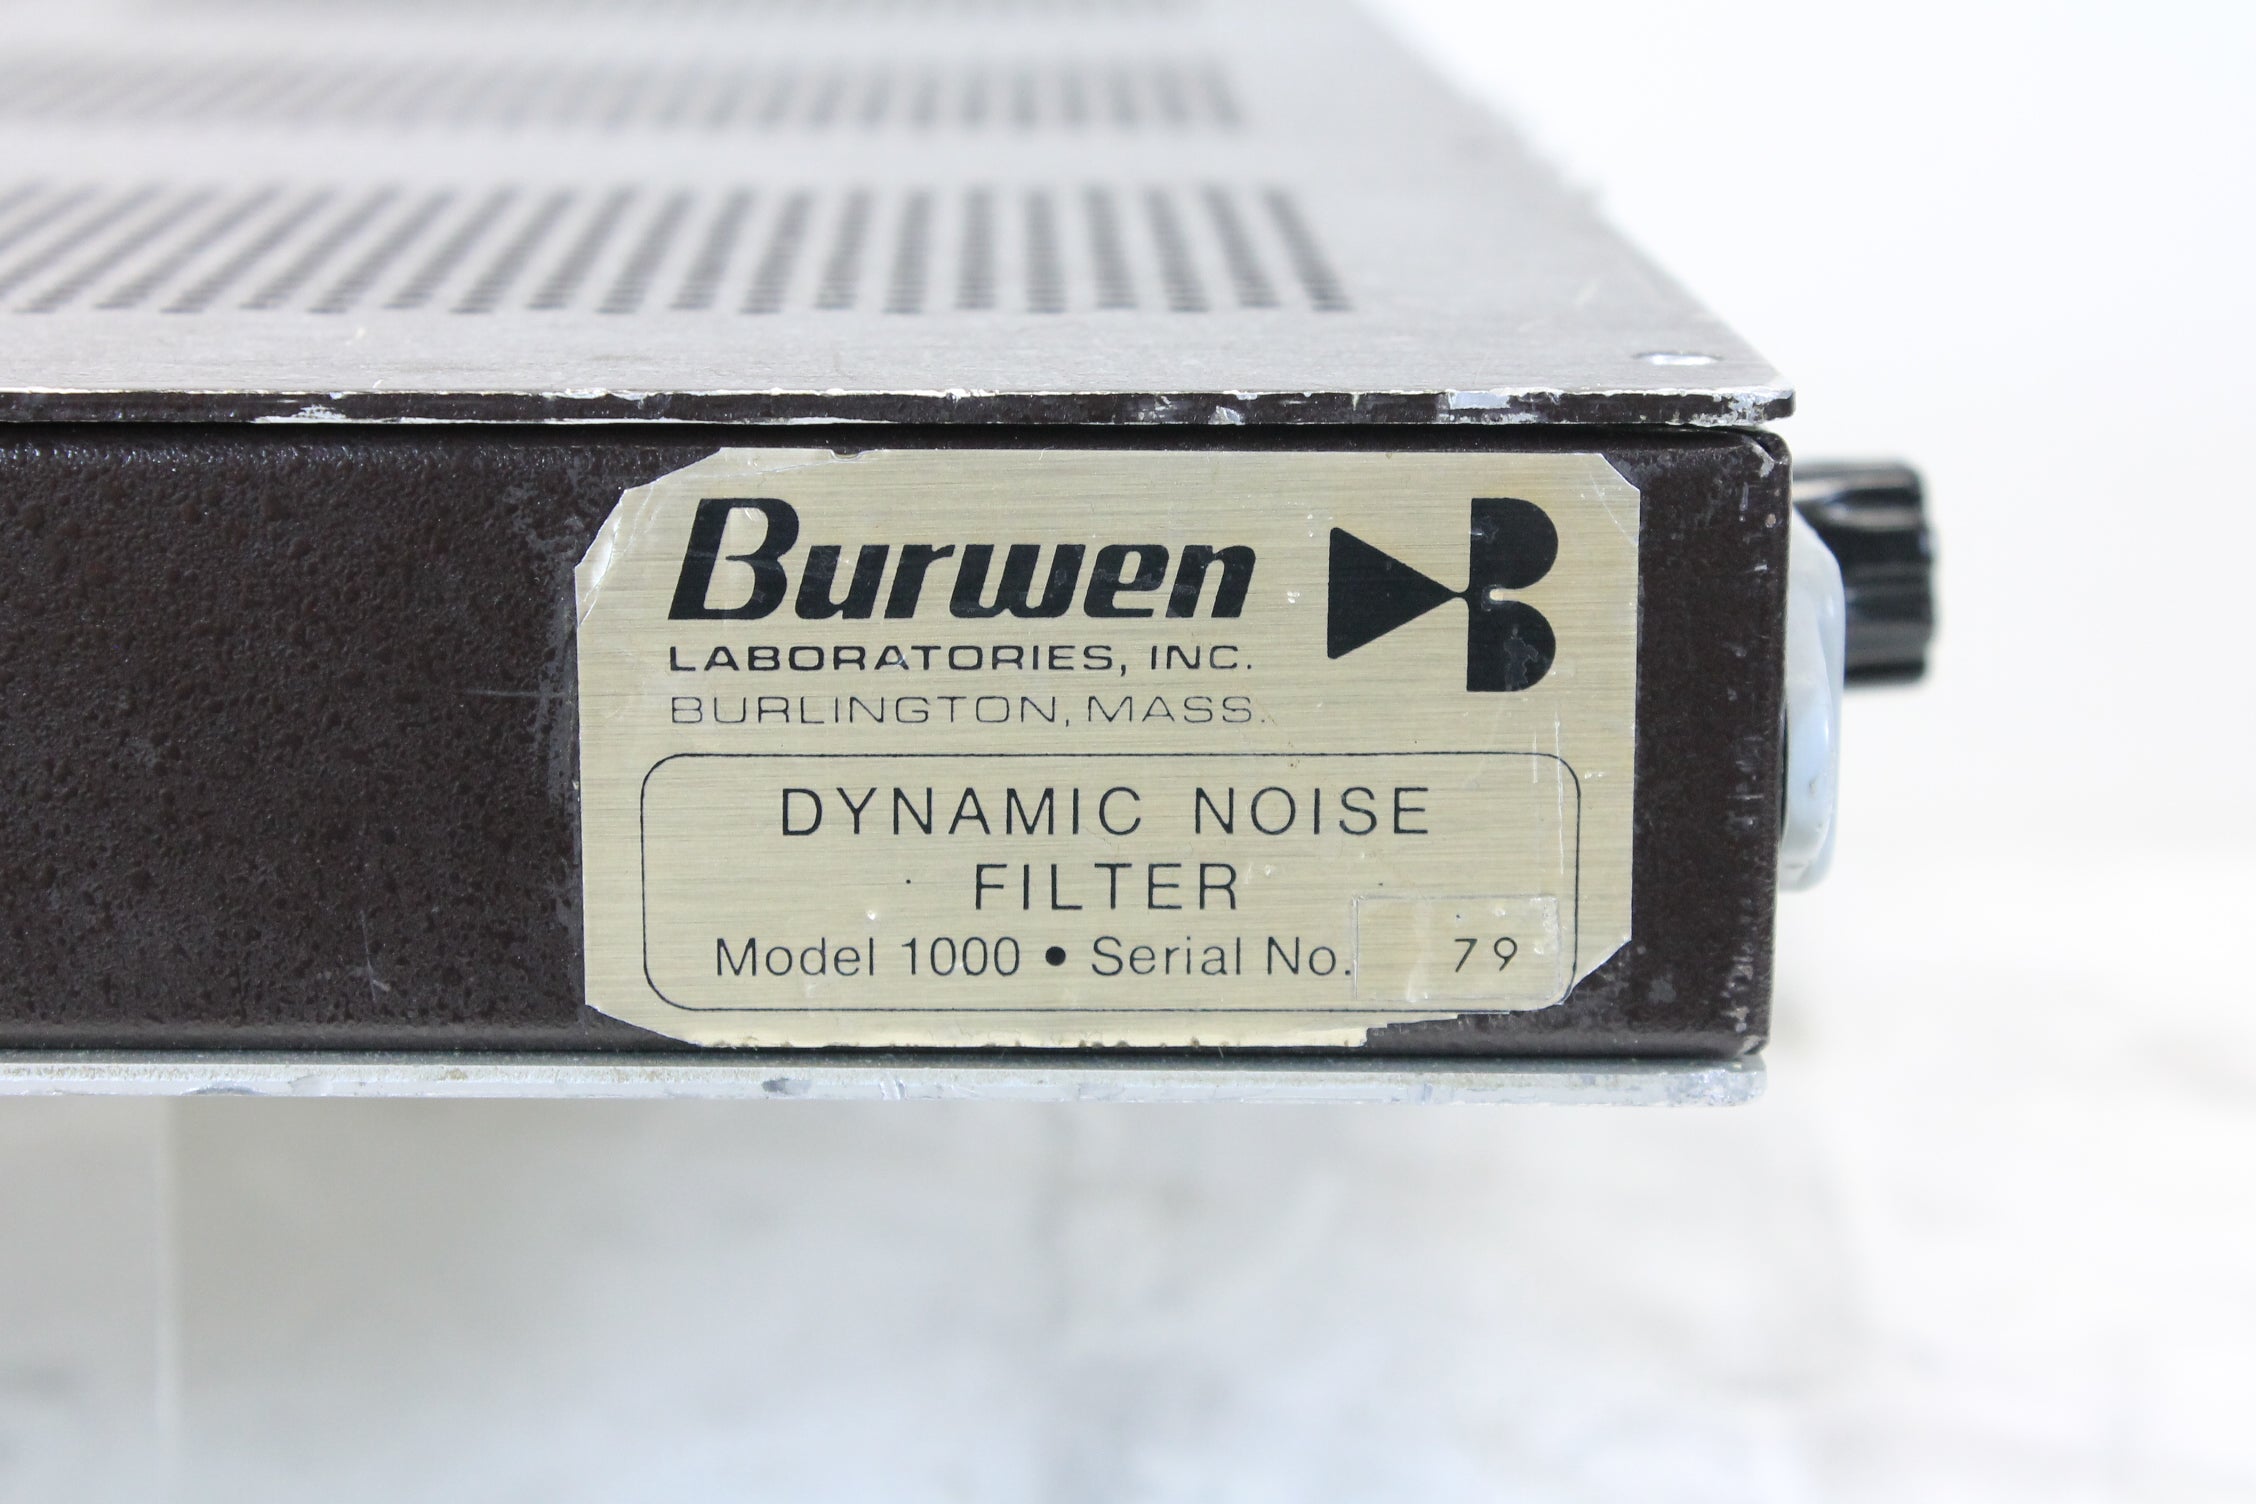 Burwen
LABORATORIES, INC.
BURLINGTON, MASS.
DYNAMIC NOISE
FILTER
Model 1000 • Serial No. 79